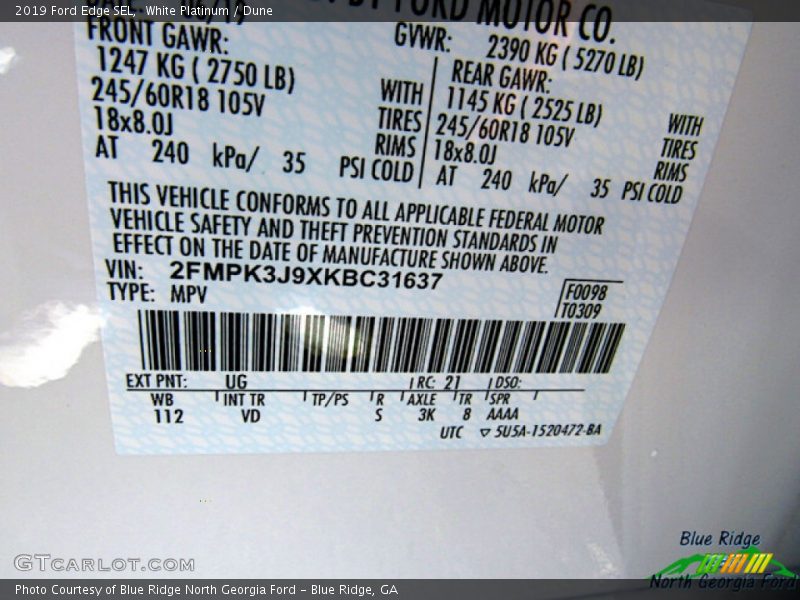 2019 Ford Edge SEL, White Platinum / Dune
BY FORD MOTOR CO.
FRONT GAWR:
GVWR: 2390 KG ( 5270 LB)
1247 KG ( 2750 LB)
REAR GAWR:
1145 KG ( 2525 LB)
245/60R18 105V WITH
18x8.0J TIRES
RIMS
AT 240 kPa/ 35 PSI COLD
245/60R18 105V WITH
18x8.0J TIRES
RIMS
AT 240 kPa/ 35 PSI COLD
THIS VEHICLE CONFORMS TO ALL APPLICABLE FEDERAL MOTOR
VEHICLE SAFETY AND THEFT PREVENTION STANDARDS IN
EFFECT ON THE DATE OF MANUFACTURE SHOWN ABOVE.
VIN: 2FMPK3J9XKBC31637
TYPE: MPV
F0098
T0309
EXT PNT: UG RC: 21 DSO:
WB INT TR TP/PS R AXLE TR SPR
112 VD S 3K 8 AAAA
UTC ▽ 5U5A-1520472-BA
GTCARLOT.COM
Blue Ridge
North Georgia Ford
Photo Courtesy of Blue Ridge North Georgia Ford – Blue Ridge, GA